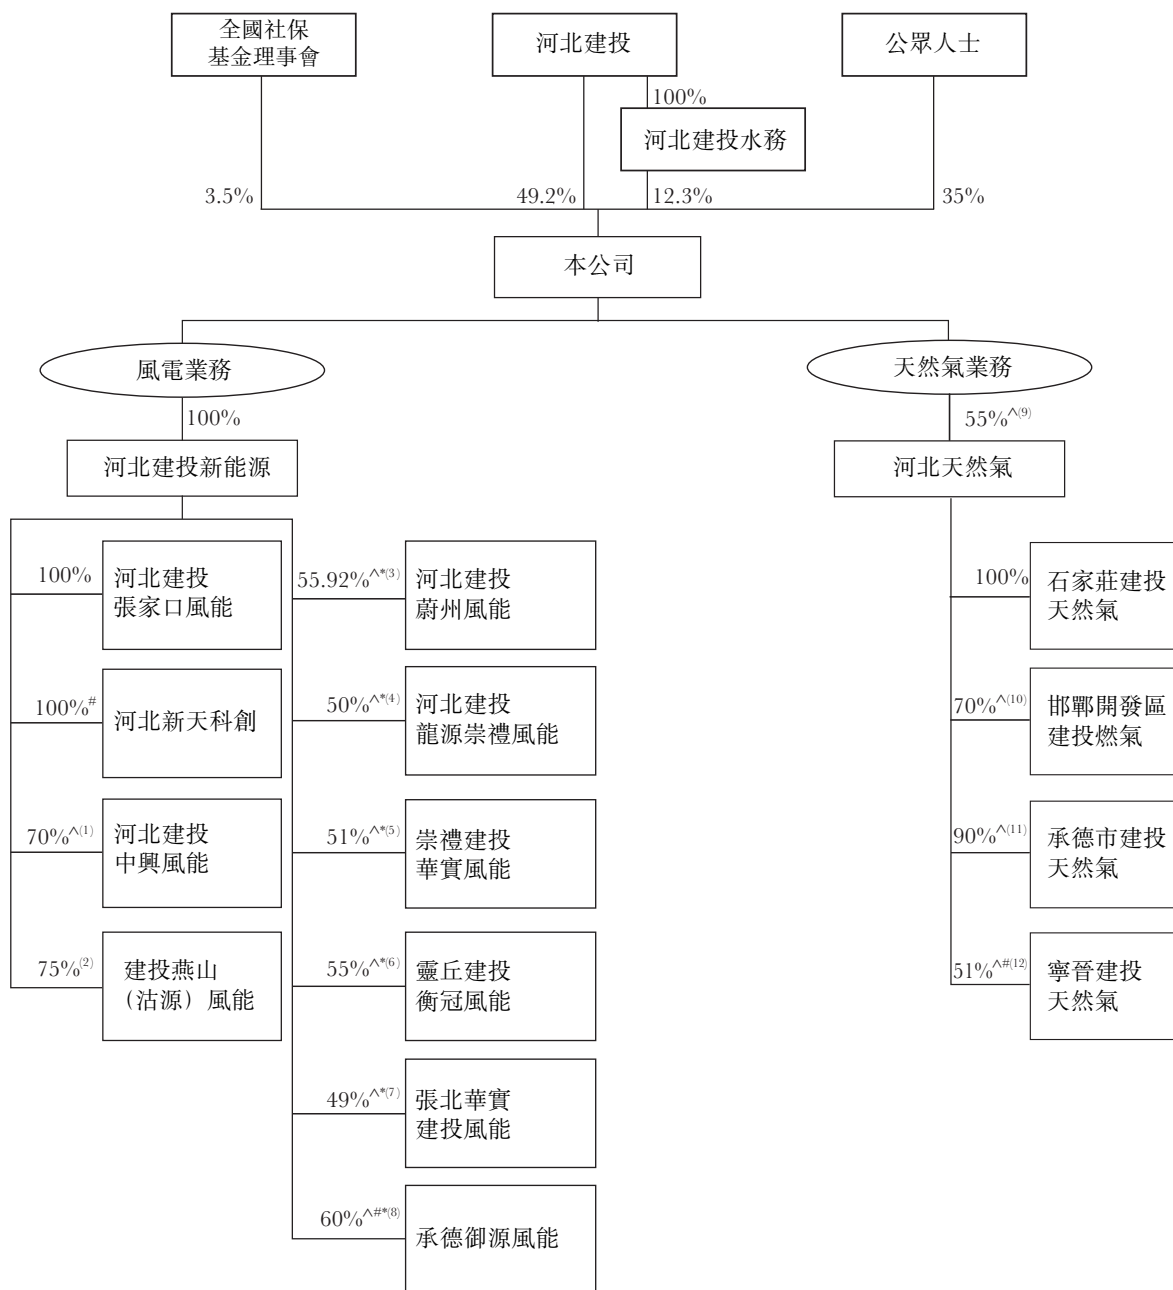 全國社保
基金理事會
河北建投
公眾人士
100%
河北建投水務
3.5%
49.2%
12.3%
35%
本公司
風電業務
天然氣業務
100%
55%^(9)
河北建投新能源
河北天然氣
100%
河北建投
張家口風能
55.92%^*(3)
河北建投
蔚州風能
100%
石家莊建投
天然氣
100%#
河北新天科創
50%^*(4)
河北建投
龍源崇禮風能
70%^(10)
邯鄲開發區
建投燃氣
70%^(1)
河北建投
中興風能
51%^*(5)
崇禮建投
華實風能
90%^(11)
承德市建投
天然氣
75%(2)
建投燕山
（沽源）風能
55%^*(6)
靈丘建投
衡冠風能
51%^#(12)
寧晉建投
天然氣
49%^*(7)
張北華實
建投風能
60%^#*(8)
承德御源風能